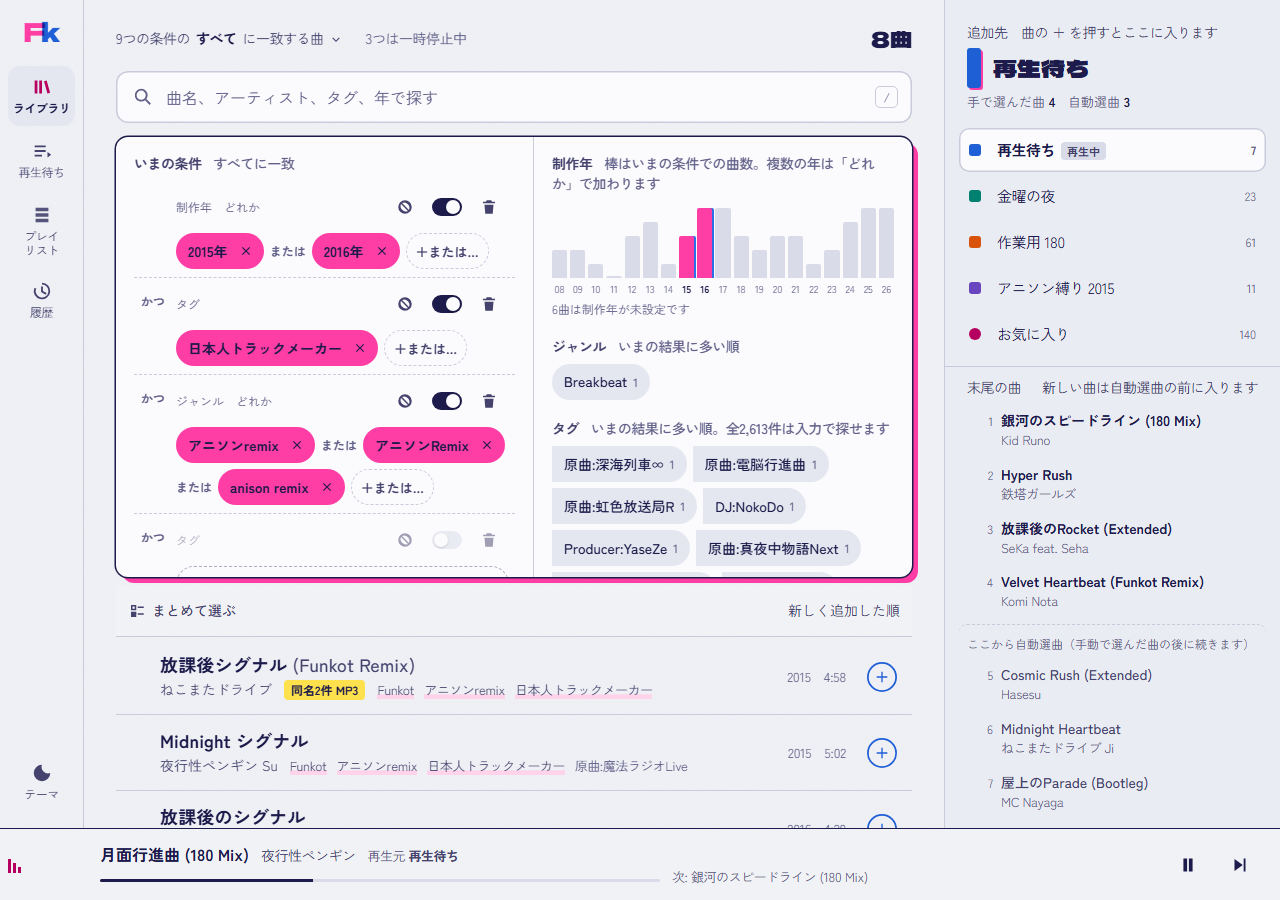 Fk
ライブラリ
再生待ち
プレイ
リスト
履歴
テーマ
9つの条件の すべて に一致する曲 3つは一時停止中
8曲
曲名、アーティスト、タグ、年で探す /
いまの条件 すべてに一致
制作年 どれか
2015年 × または 2016年 × ＋または...
かつ タグ
日本人トラックメーカー × ＋または...
かつ ジャンル どれか
アニソンremix × または アニソンRemix ×
または anison remix × ＋または...
かつ タグ
制作年 棒はいまの条件での曲数。複数の年は「どれ
か」で加わります
08 09 10 11 12 13 14 15 16 17 18 19 20 21 22 23 24 25 26
6曲は制作年が未設定です
ジャンル いまの結果に多い順
Breakbeat 1
タグ いまの結果に多い順。全2,613件は入力で探せます
原曲:深海列車∞ 1 原曲:電脳行進曲 1
原曲:虹色放送局R 1 DJ:NokoDo 1
Producer:YaseZe 1 原曲:真夜中物語Next 1
まとめて選ぶ 新しく追加した順
放課後シグナル (Funkot Remix)
ねこまたドライブ 同名2件 MP3 Funkot アニソンremix 日本人トラックメーカー 2015 4:58
Midnight シグナル
夜行性ペンギン Su Funkot アニソンremix 日本人トラックメーカー 原曲:魔法ラジオLive 2015 5:02
放課後のシグナル
追加先 曲の ＋ を押すとここに入ります
再生待ち
手で選んだ曲 4 自動選曲 3
再生待ち 再生中 7
金曜の夜 23
作業用 180 61
アニソン縛り 2015 11
お気に入り 140
末尾の曲 新しい曲は自動選曲の前に入ります
1 銀河のスピードライン (180 Mix)
Kid Runo
2 Hyper Rush
鉄塔ガールズ
3 放課後のRocket (Extended)
SeKa feat. Seha
4 Velvet Heartbeat (Funkot Remix)
Komi Nota
ここから自動選曲（手動で選んだ曲の後に続きます）
5 Cosmic Rush (Extended)
Hasesu
6 Midnight Heartbeat
ねこまたドライブ Ji
7 屋上のParade (Bootleg)
MC Nayaga
月面行進曲 (180 Mix) 夜行性ペンギン 再生元 再生待ち
次: 銀河のスピードライン (180 Mix)